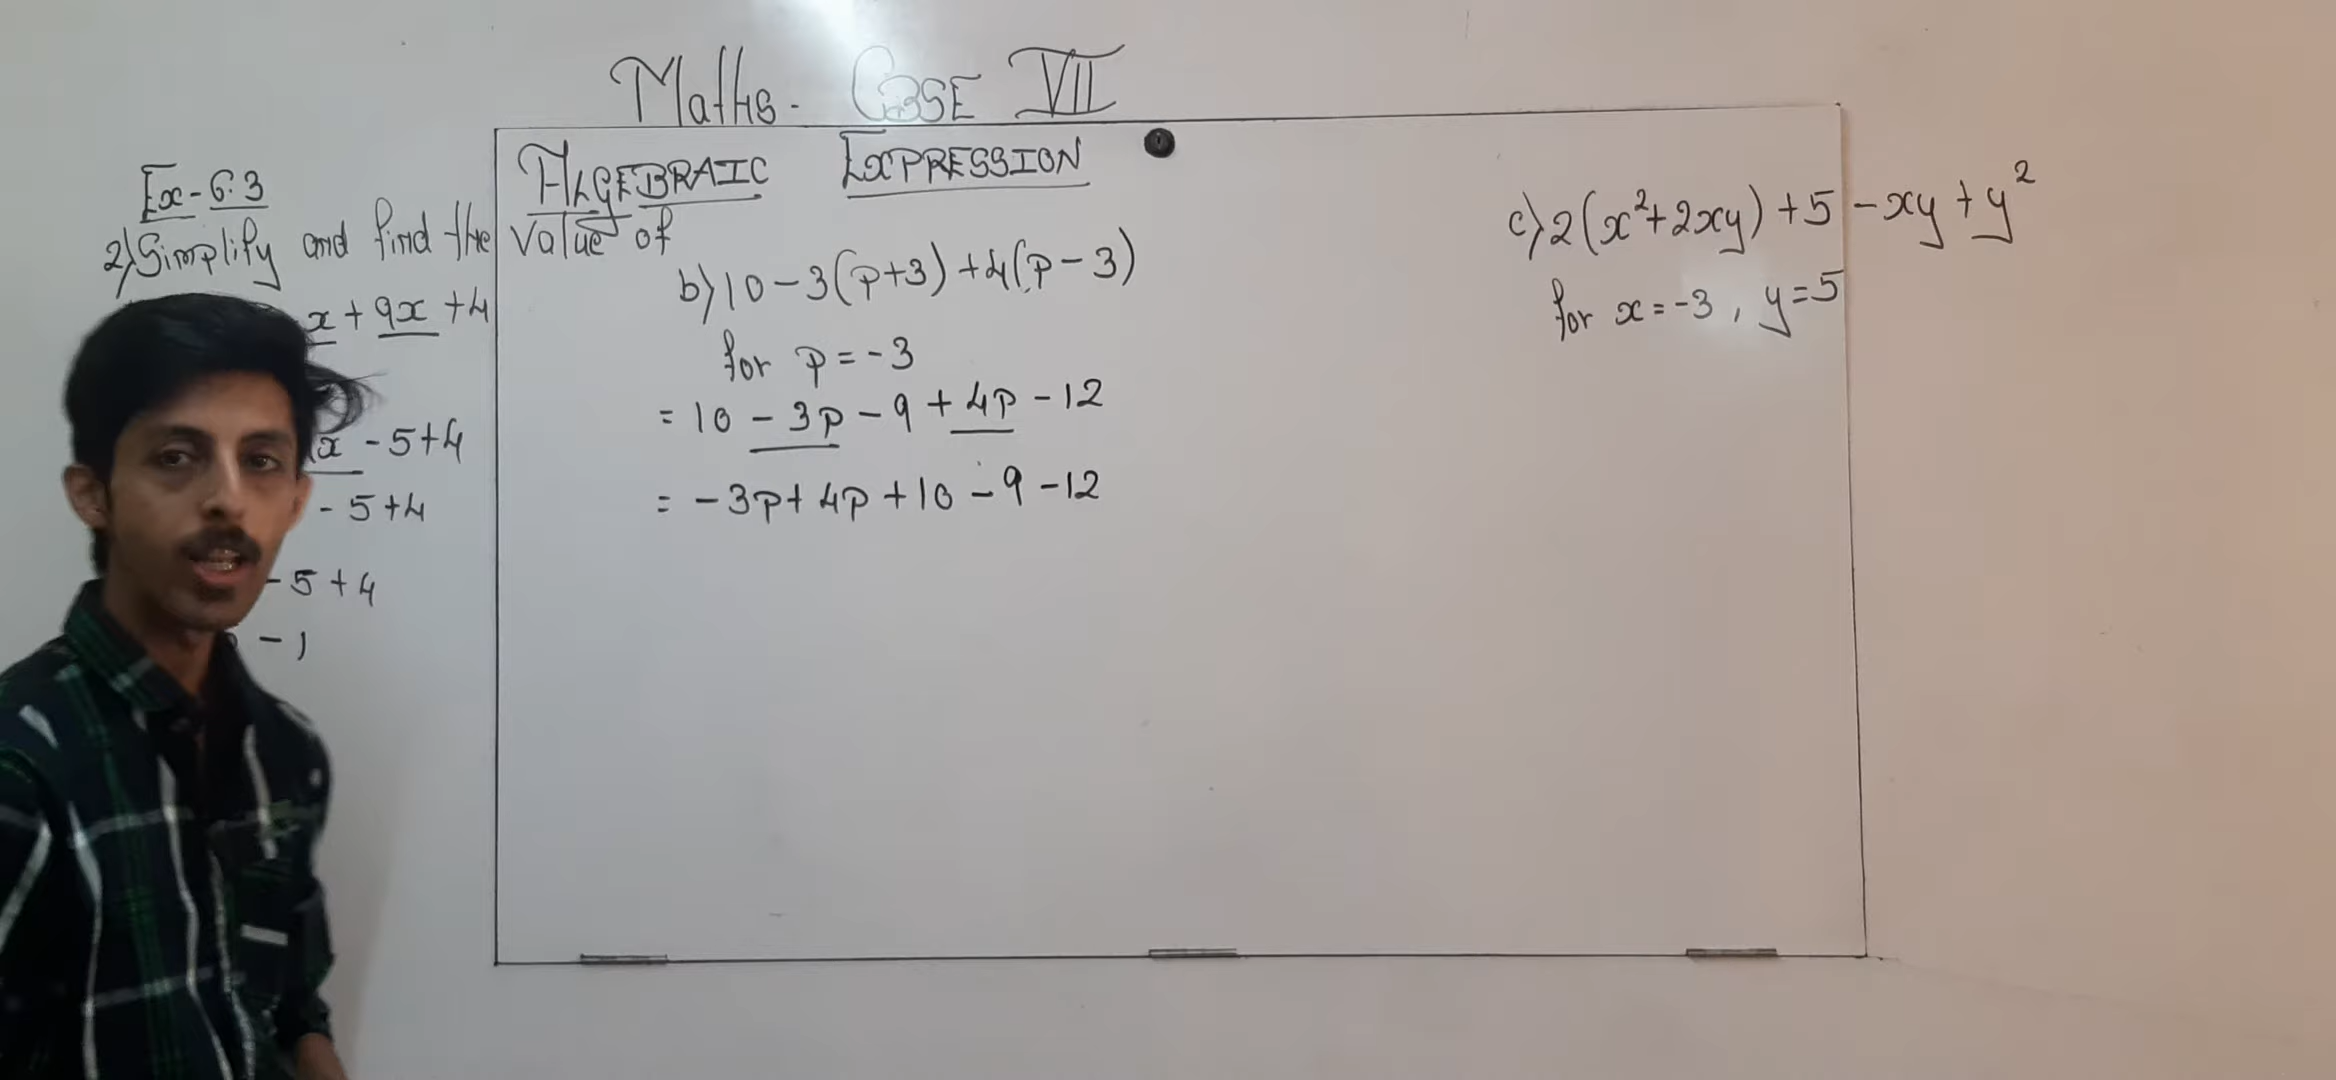 Maths - CBSE VII
ALGEBRAIC EXPRESSION
Ex - 6.3
2) Simplify and find the value of
x + 9x + 4
x - 5 + 4
- 5 + 4
- 5 + 4
- 1
b) 10 - 3(p+3) + 4(p - 3)
for p = -3
= 10 - 3p - 9 + 4p - 12
= - 3p + 4p + 10 - 9 - 12
c) 2(x² + 2xy) + 5 - xy + y²
for x = -3 , y = 5